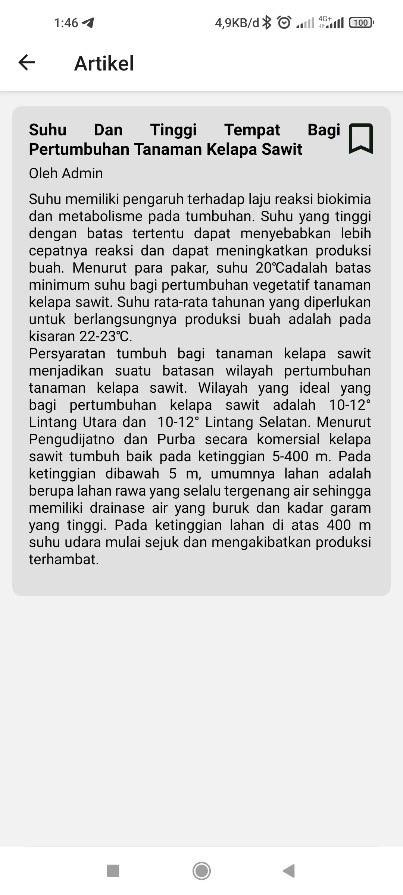 1:46
4,9KB/d 4G+ 100
Artikel
Suhu Dan Tinggi Tempat Bagi
Pertumbuhan Tanaman Kelapa Sawit
Oleh Admin
Suhu memiliki pengaruh terhadap laju reaksi biokimia
dan metabolisme pada tumbuhan. Suhu yang tinggi
dengan batas tertentu dapat menyebabkan lebih
cepatnya reaksi dan dapat meningkatkan produksi
buah. Menurut para pakar, suhu 20℃adalah batas
minimum suhu bagi pertumbuhan vegetatif tanaman
kelapa sawit. Suhu rata-rata tahunan yang diperlukan
untuk berlangsungnya produksi buah adalah pada
kisaran 22-23℃.
Persyaratan tumbuh bagi tanaman kelapa sawit
menjadikan suatu batasan wilayah pertumbuhan
tanaman kelapa sawit. Wilayah yang ideal yang
bagi pertumbuhan kelapa sawit adalah 10-12°
Lintang Utara dan 10-12° Lintang Selatan. Menurut
Pengudijatno dan Purba secara komersial kelapa
sawit tumbuh baik pada ketinggian 5-400 m. Pada
ketinggian dibawah 5 m, umumnya lahan adalah
berupa lahan rawa yang selalu tergenang air sehingga
memiliki drainase air yang buruk dan kadar garam
yang tinggi. Pada ketinggian lahan di atas 400 m
suhu udara mulai sejuk dan mengakibatkan produksi
terhambat.